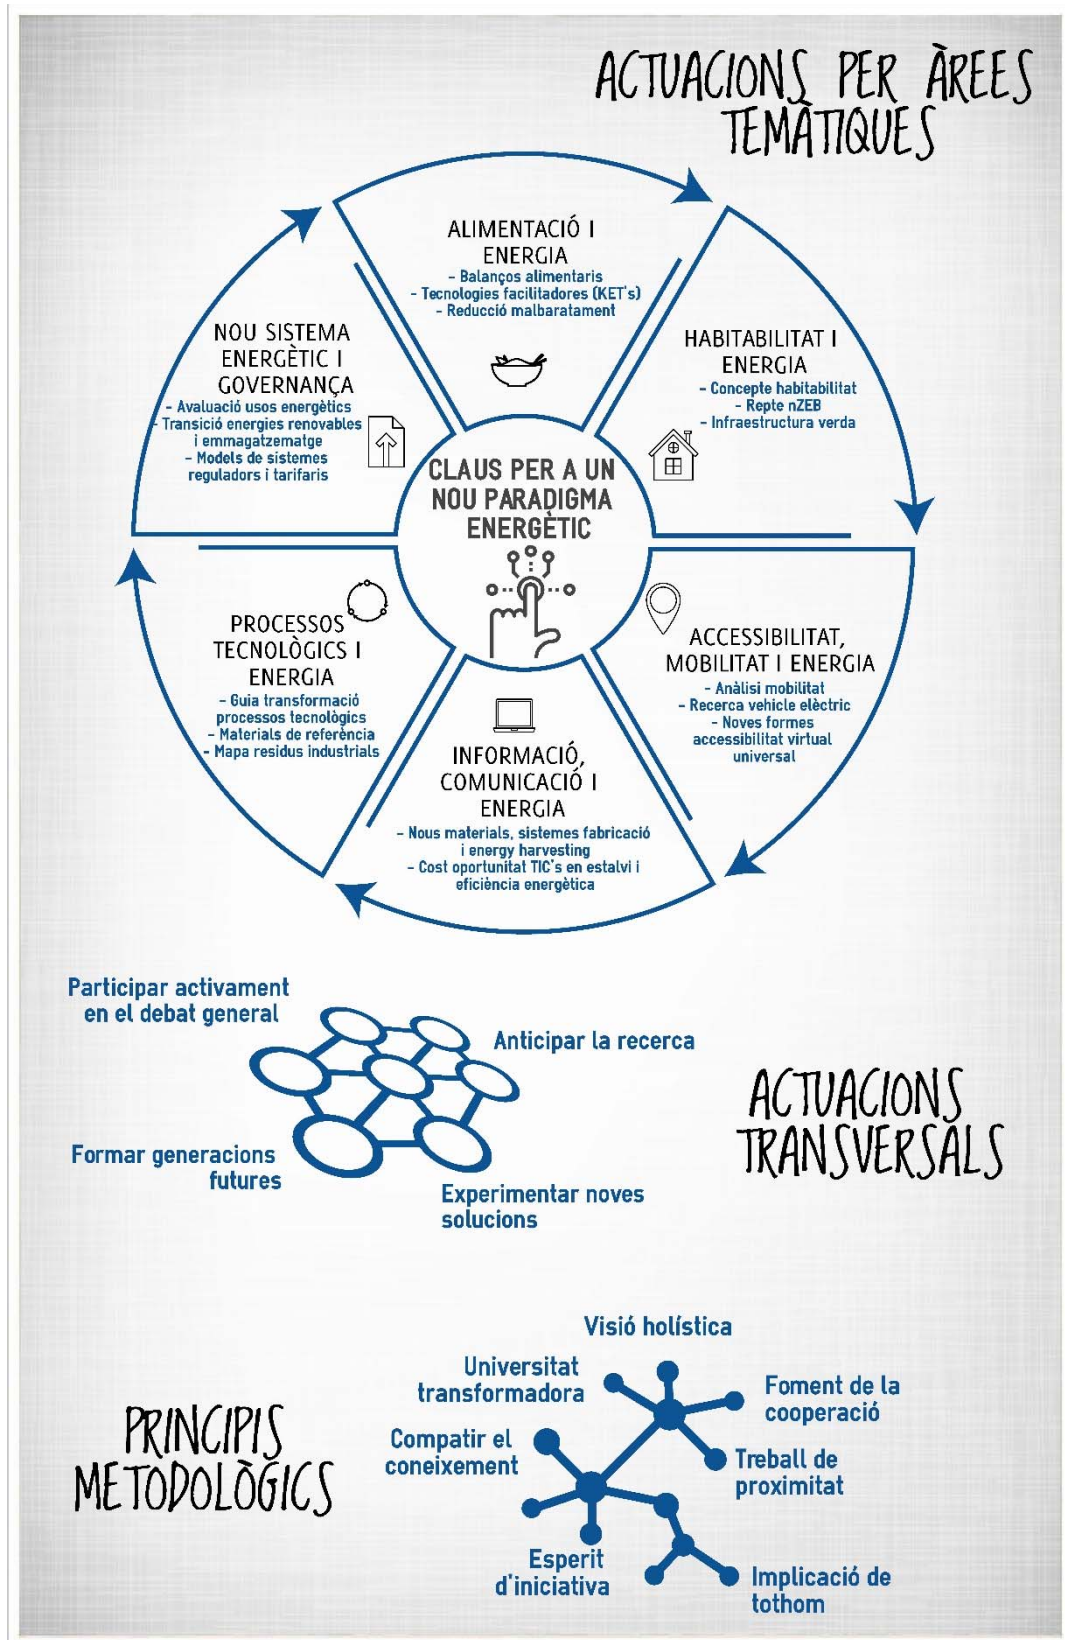 ACTUACIONS PER ÀREES
TEMÀTIQUES
ALIMENTACIÓ I
ENERGIA
- Balanços alimentaris
- Tecnologies facilitadores (KET's)
- Reducció malbaratament
HABITABILITAT I
ENERGIA
- Concepte habitabilitat
- Repte nZEB
- Infraestructura verda
ACCESSIBILITAT,
MOBILITAT I ENERGIA
- Anàlisi mobilitat
- Recerca vehicle elèctric
- Noves formes
accessibilitat virtual
universal
INFORMACIÓ,
COMUNICACIÓ I
ENERGIA
- Nous materials, sistemes fabricació
i energy harvesting
- Cost oportunitat TIC's en estalvi i
eficiència energètica
PROCESSOS
TECNOLÒGICS I
ENERGIA
- Guia transformació
processos tecnològics
- Materials de referència
- Mapa residus industrials
NOU SISTEMA
ENERGÈTIC I
GOVERNANÇA
- Avaluació usos energètics
- Transició energies renovables
i emmagatzematge
- Models de sistemes
reguladors i tarifaris
CLAUS PER A UN
NOU PARADIGMA
ENERGÈTIC
Participar activament
en el debat general
Anticipar la recerca
Formar generacions
futures
Experimentar noves
solucions
ACTUACIONS
TRANSVERSALS
PRINCIPIS
METODOLÒGICS
Visió holística
Universitat
transformadora
Foment de la
cooperació
Compatir el
coneixement
Treball de
proximitat
Esperit
d'iniciativa
Implicació de
tothom